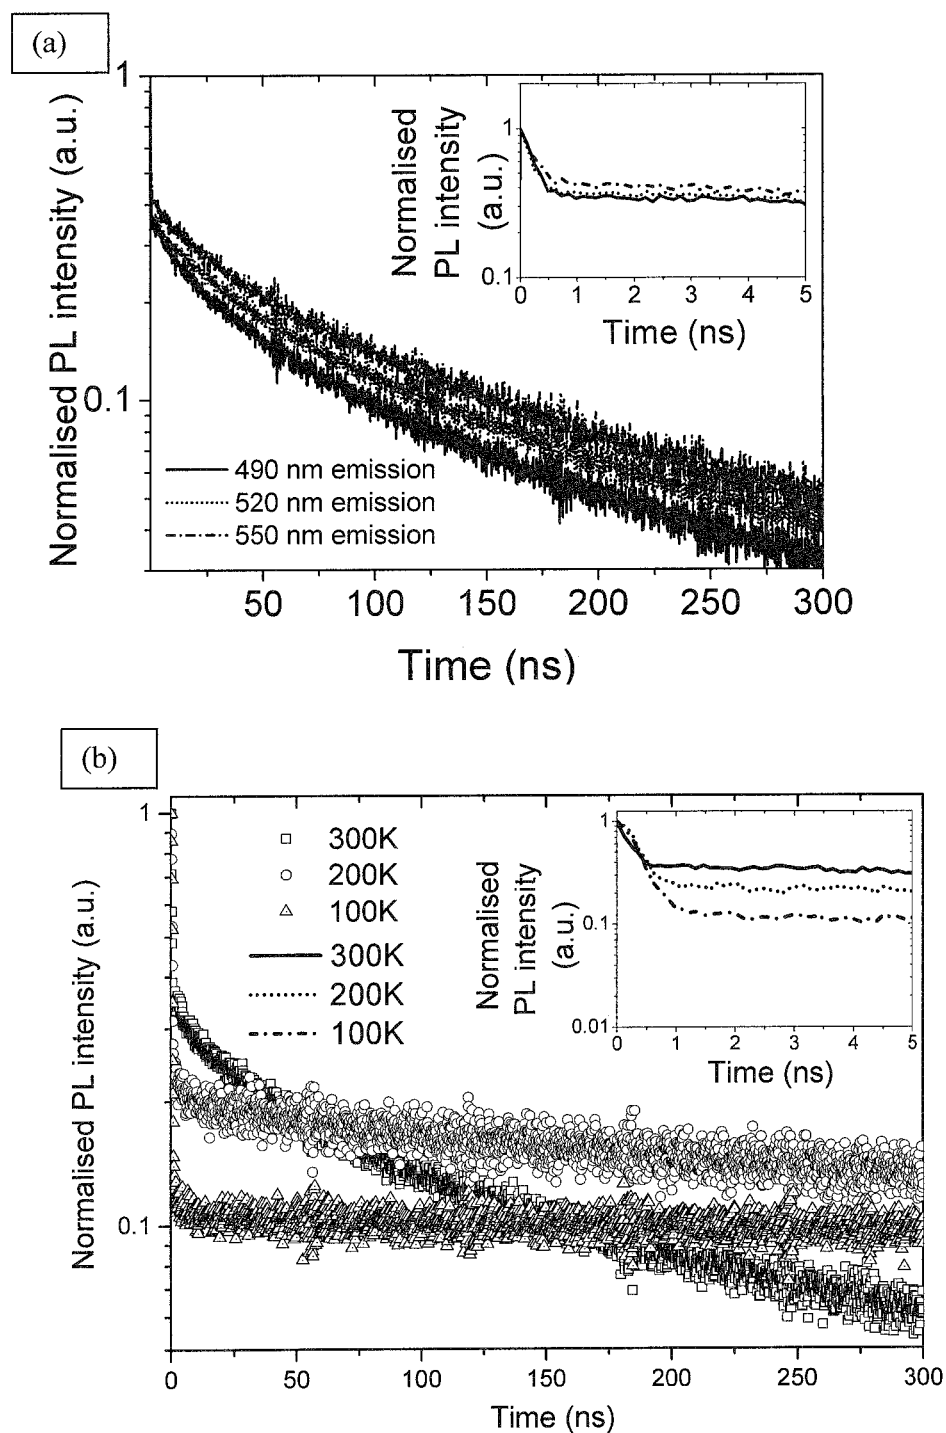 (a)
Normalised PL intensity (a.u.)
1
0.1
50 100 150 200 250 300
Time (ns)
490 nm emission
520 nm emission
550 nm emission
Normalised
PL intensity
(a.u.)
1
0.1
0 1 2 3 4 5
Time (ns)
(b)
Normalised PL intensity (a.u.)
1
0.1
0 50 100 150 200 250 300
Time (ns)
300K
200K
100K
300K
200K
100K
Normalised
PL intensity
(a.u.)
1
0.1
0.01
0 1 2 3 4 5
Time (ns)